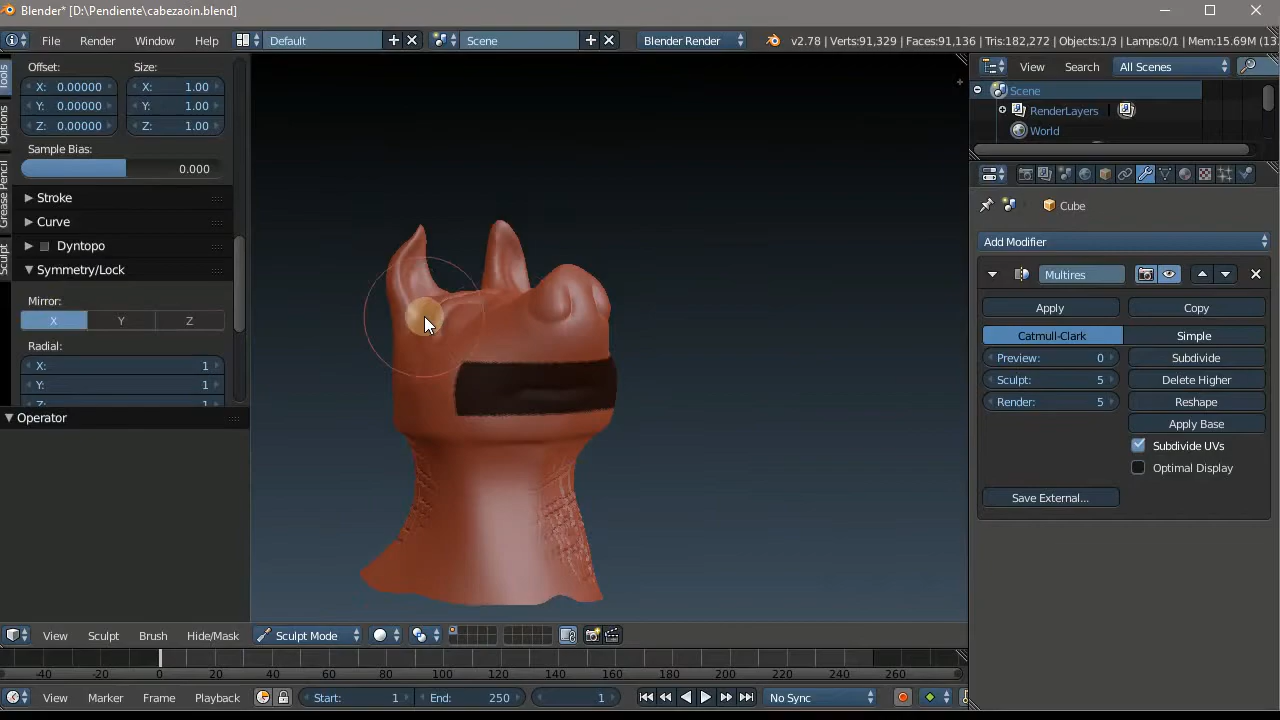 Blender* [D:\Pendiente\cabezaoin.blend]
File Render Window Help Default Scene Blender Render v2.78 | Verts:91,329 | Faces:91,136 | Tris:182,272 | Objects:1/3 | Lamps:0/1 | Mem:15.69M (13
Tools
Options
Grease Pencil
Sculpt
Offset: Size:
X: 0.00000 X: 1.00
Y: 0.00000 Y: 1.00
Z: 0.00000 Z: 1.00
Sample Bias:
0.000
Stroke
Curve
Dyntopo
Symmetry/Lock
Mirror:
X Y Z
Radial:
X: 1
Y: 1
Operator
View Search All Scenes
Scene
RenderLayers
World
Cube
Add Modifier
Multires
Apply Copy
Catmull-Clark Simple
Preview: 0 Subdivide
Sculpt: 5 Delete Higher
Render: 5 Reshape
Apply Base
Subdivide UVs
Optimal Display
Save External...
View Sculpt Brush Hide/Mask Sculpt Mode
-40 -20 0 20 40 60 80 100 120 140 160 180 200 220 240 260
View Marker Frame Playback Start: 1 End: 250 1 No Sync